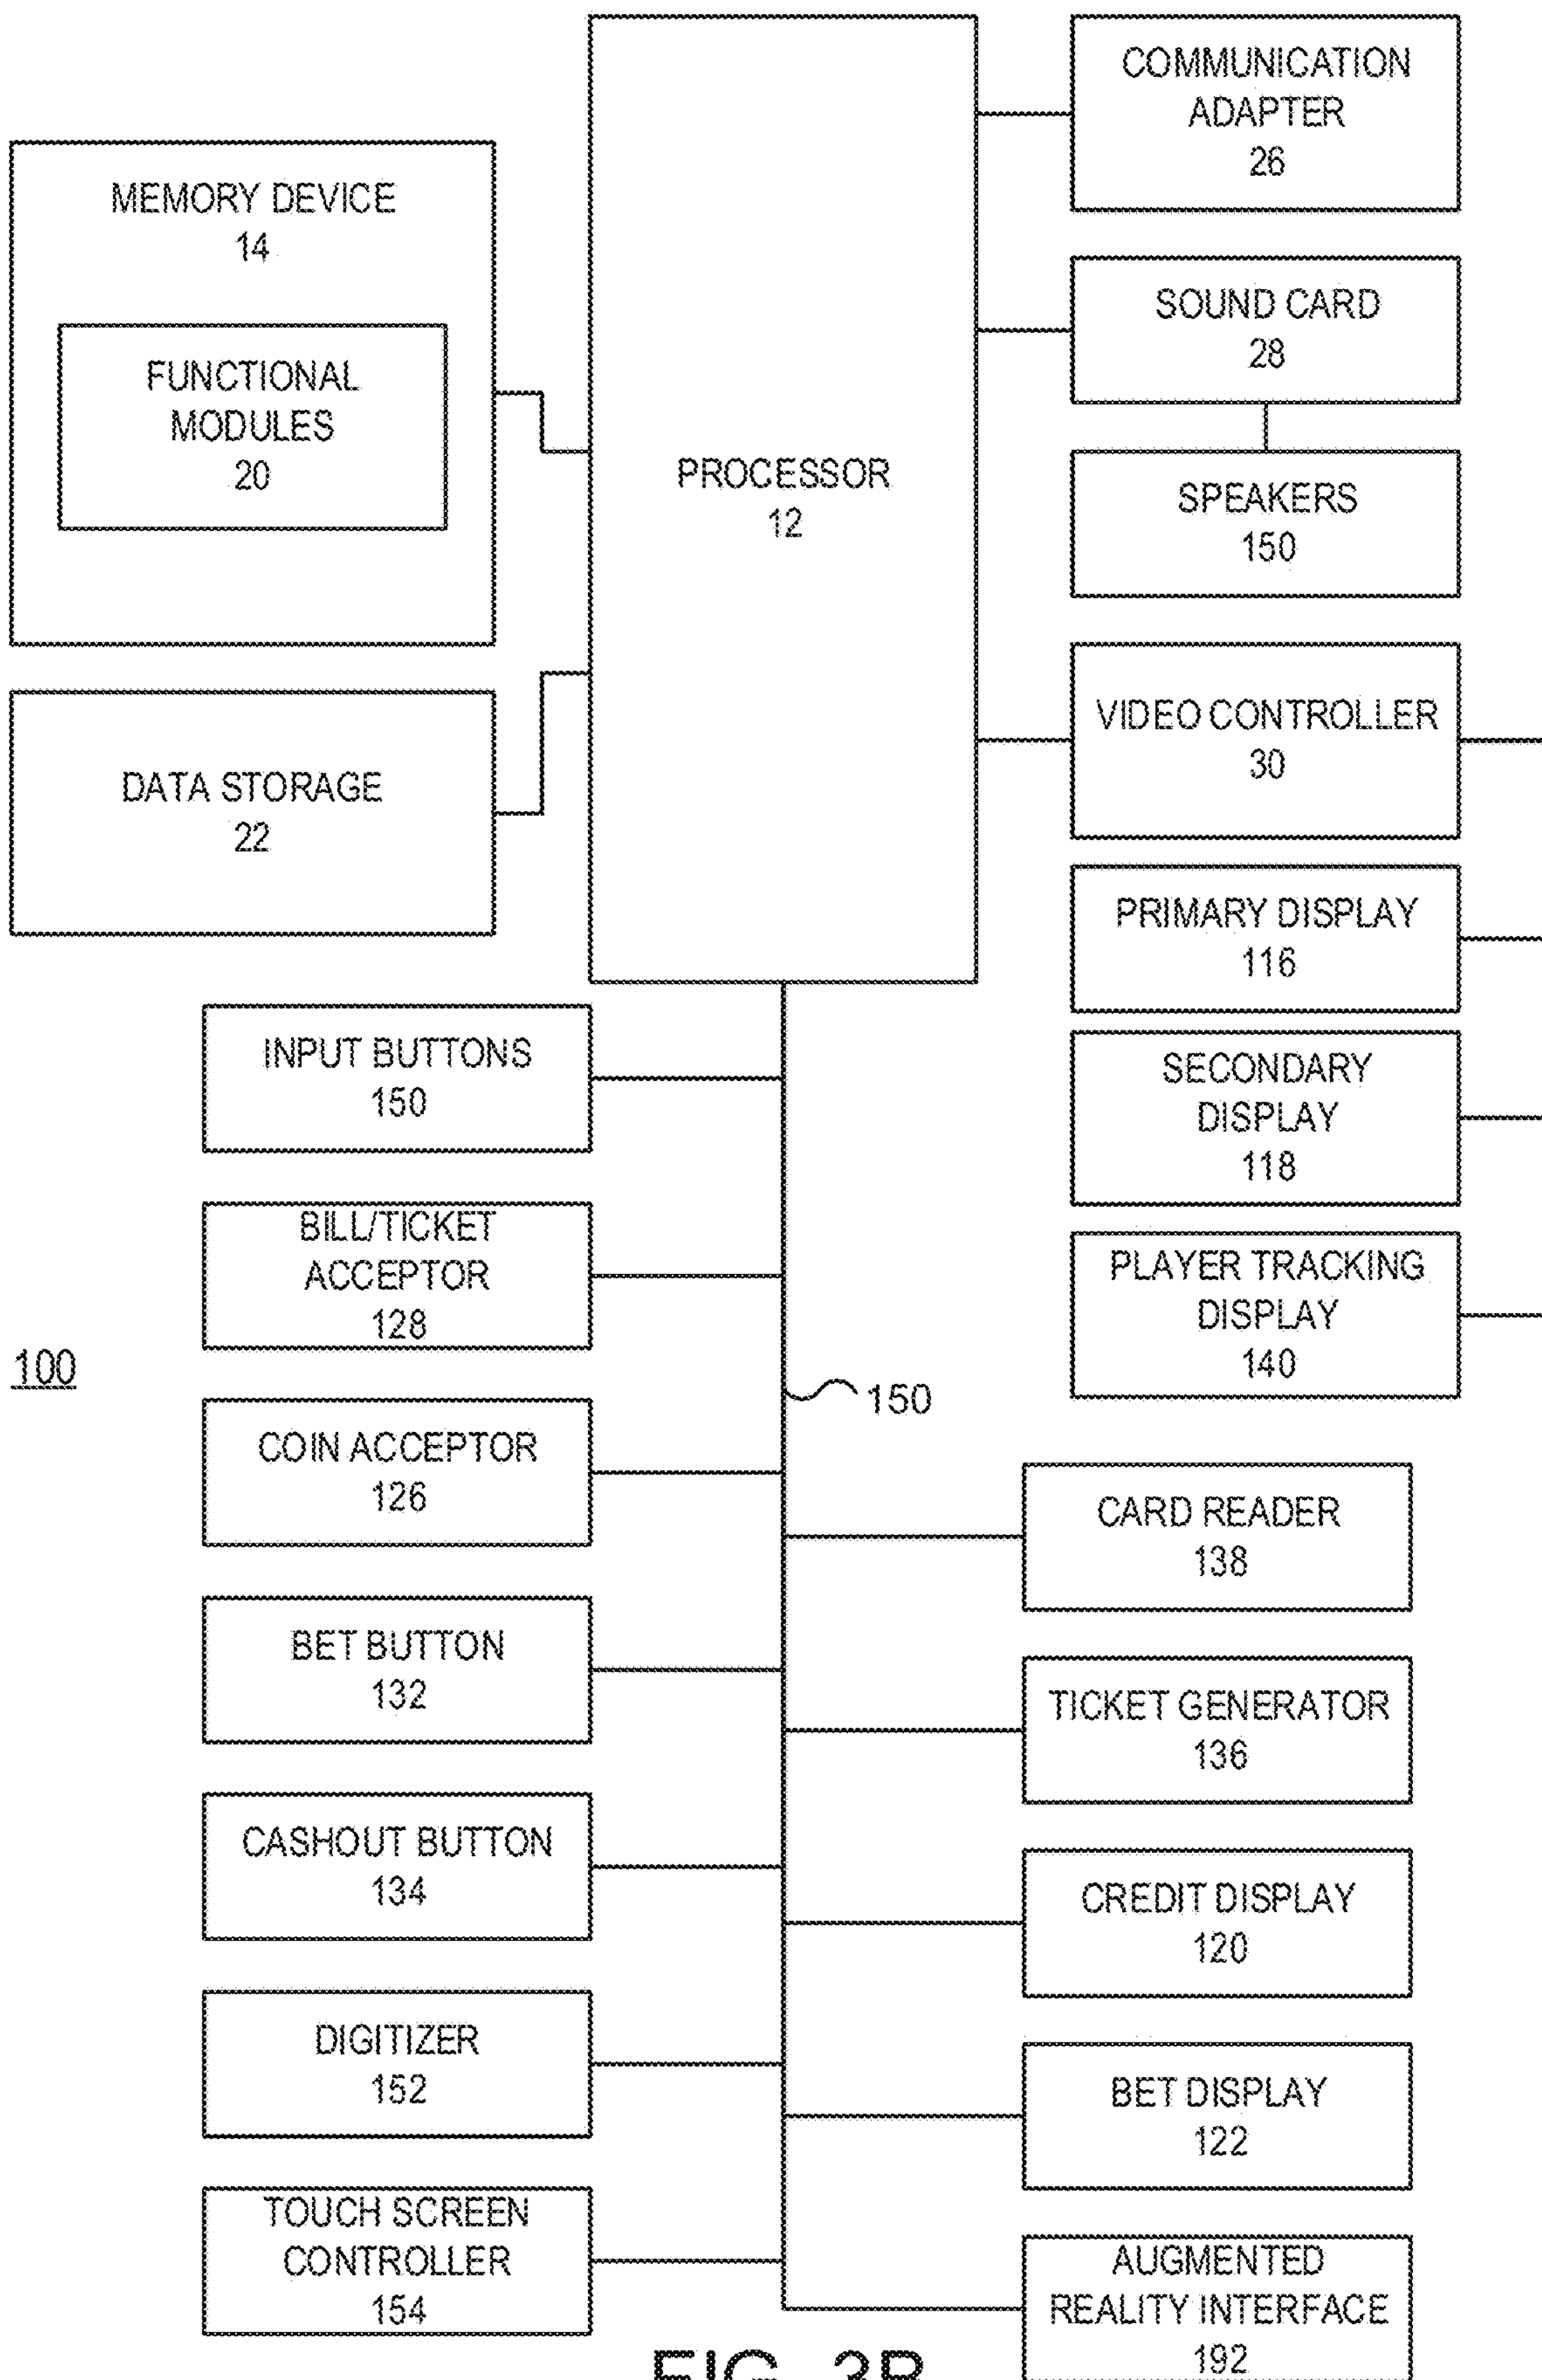 COMMUNICATION
ADAPTER
26
MEMORY DEVICE
14
FUNCTIONAL
MODULES
20
PROCESSOR
12
SOUND CARD
28
SPEAKERS
150
VIDEO CONTROLLER
30
DATA STORAGE
22
PRIMARY DISPLAY
116
SECONDARY
DISPLAY
118
PLAYER TRACKING
DISPLAY
140
INPUT BUTTONS
150
BILL/TICKET
ACCEPTOR
128
100
150
COIN ACCEPTOR
126
BET BUTTON
132
CASHOUT BUTTON
134
DIGITIZER
152
TOUCH SCREEN
CONTROLLER
154
CARD READER
138
TICKET GENERATOR
136
CREDIT DISPLAY
120
BET DISPLAY
122
AUGMENTED
REALITY INTERFACE
192
FIG. 3B